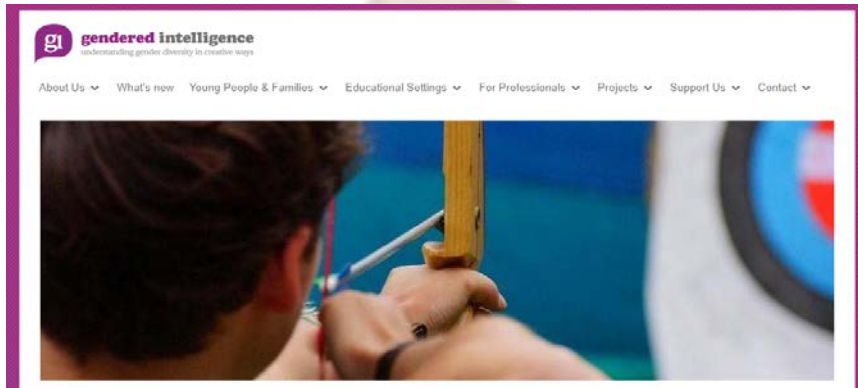 gi gendered intelligence
understanding gender diversity in creative ways
About Us What's new Young People & Families Educational Settings For Professionals Projects Support Us Contact